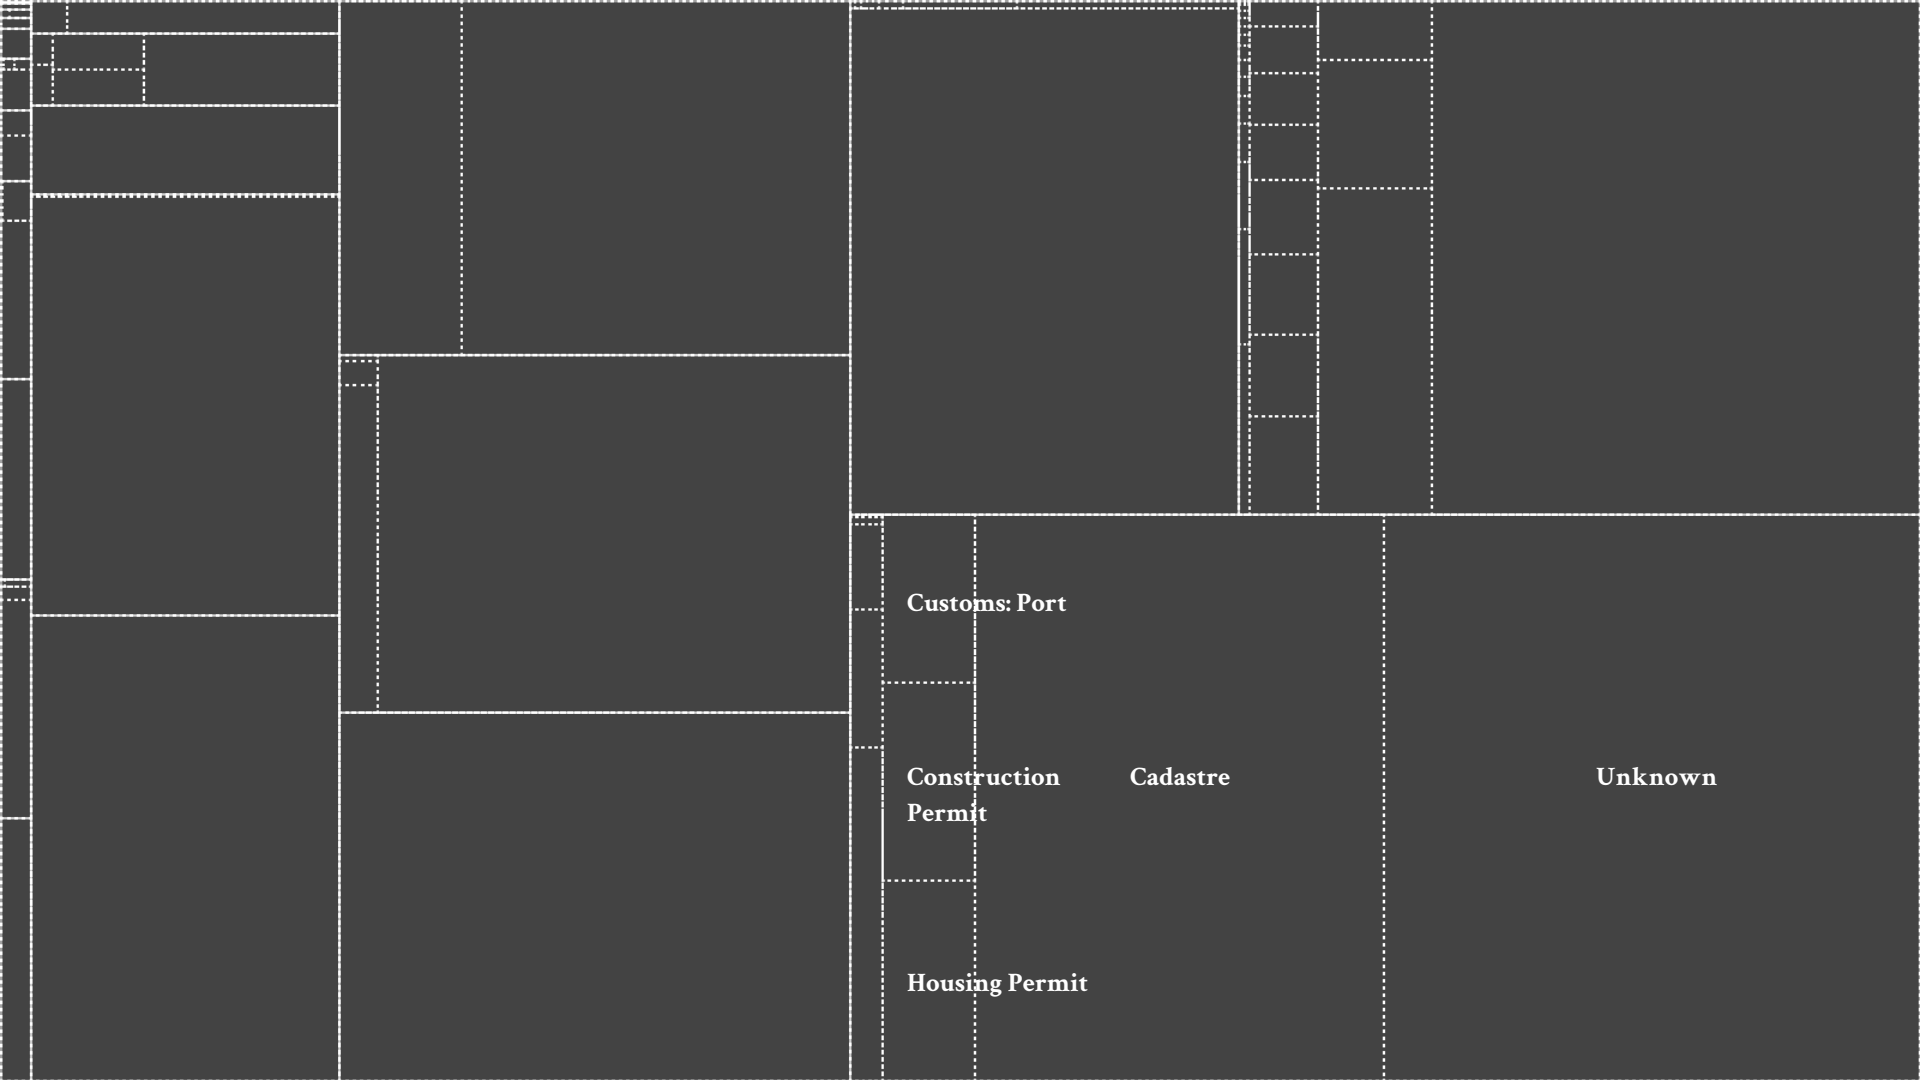 Customs: Port
Construction
Permit
Cadastre
Unknown
Housing Permit